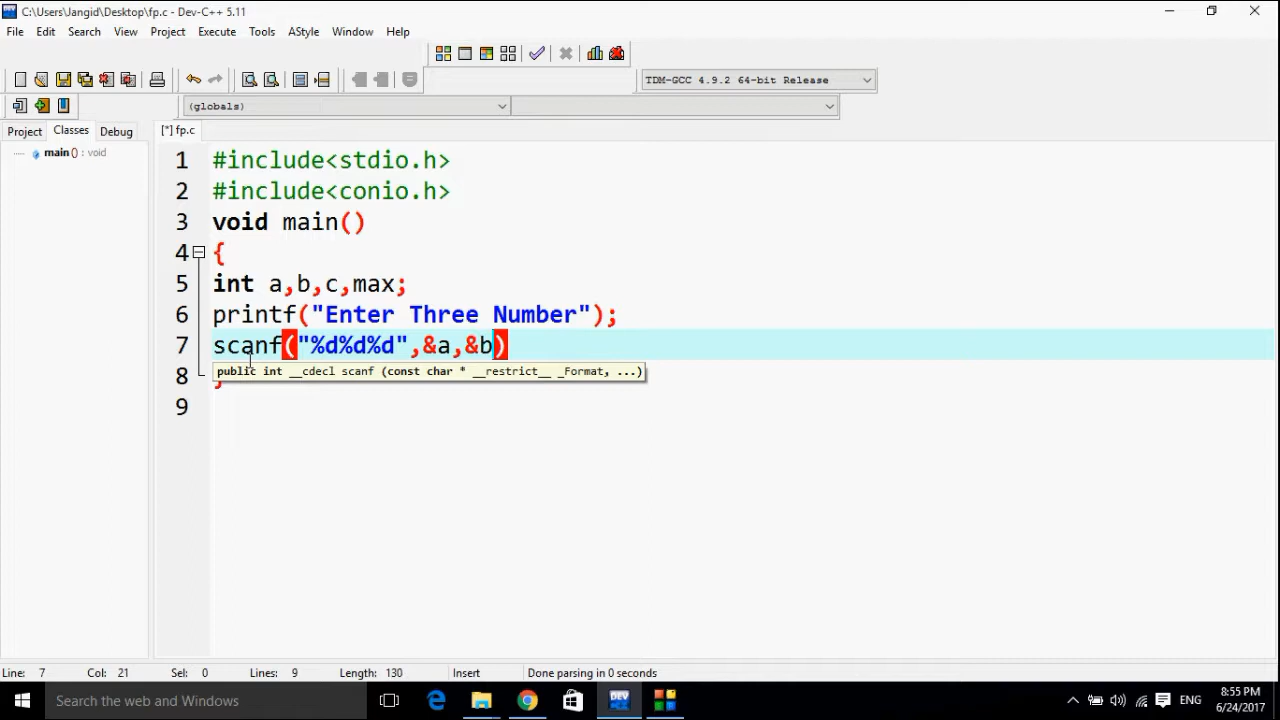 C:\Users\jangid\Desktop\fp.c - Dev-C++ 5.11
File Edit Search View Project Execute Tools AStyle Window Help
TDM-GCC 4.9.2 64-bit Release
(globals)
Project Classes Debug
[*] fp.c
main() : void
1 #include<stdio.h>
2 #include<conio.h>
3 void main()
4 {
5 int a,b,c,max;
6 printf("Enter Three Number");
7 scanf("%d%d%d",&a,&b)
public int __cdecl scanf (const char * __restrict__ _Format, ...)
8 }
9
Line: 7 Col: 21 Sel: 0 Lines: 9 Length: 130 Insert Done parsing in 0 seconds
Search the web and Windows
DEV
ENG
8:55 PM
6/24/2017